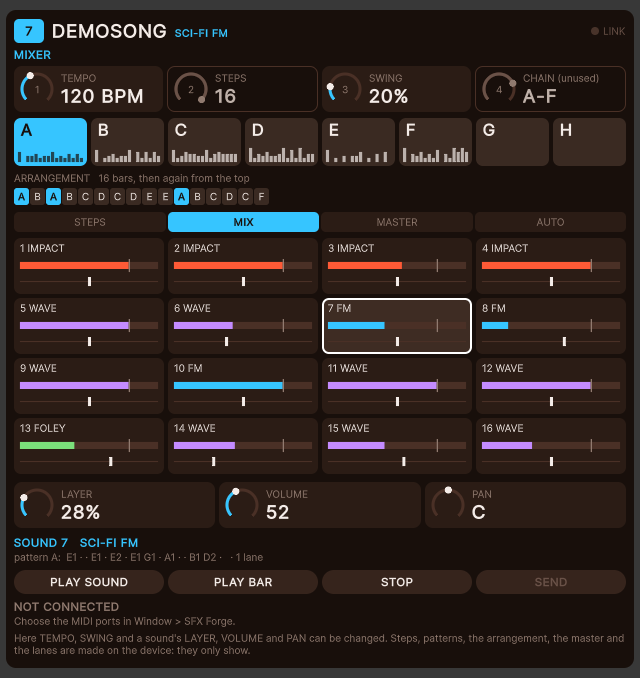 7 DEMOSONG SCI-FI FM LINK
MIXER
1 TEMPO 120 BPM
2 STEPS 16
3 SWING 20%
4 CHAIN (unused) A-F
A B C D E F G H
ARRANGEMENT 16 bars, then again from the top
A B A B C D C D E E A B C D C F
STEPS MIX MASTER AUTO
1 IMPACT 2 IMPACT 3 IMPACT 4 IMPACT
5 WAVE 6 WAVE 7 FM 8 FM
9 WAVE 10 FM 11 WAVE 12 WAVE
13 FOLEY 14 WAVE 15 WAVE 16 WAVE
LAYER 28%
VOLUME 52
PAN C
SOUND 7 SCI-FI FM
pattern A: E1 · · E1 · E2 · E1 G1 · A1 · · B1 D2 · · 1 lane
PLAY SOUND PLAY BAR STOP SEND
NOT CONNECTED
Choose the MIDI ports in Window > SFX Forge.
Here TEMPO, SWING and a sound's LAYER, VOLUME and PAN can be changed. Steps, patterns, the arrangement, the master and
the lanes are made on the device: they only show.